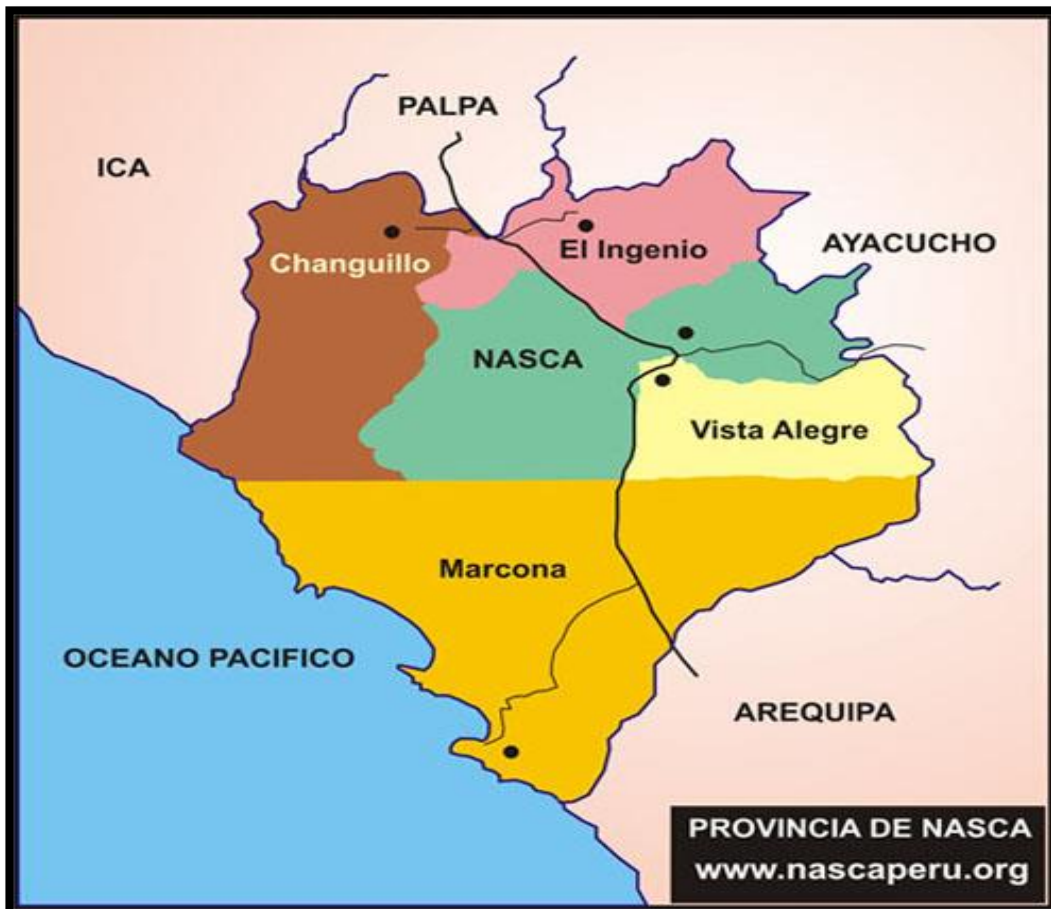 PALPA
ICA
AYACUCHO
El Ingenio
Changuillo
NASCA
Vista Alegre
Marcona
OCEANO PACIFICO
AREQUIPA
PROVINCIA DE NASCA
www.nascaperu.org